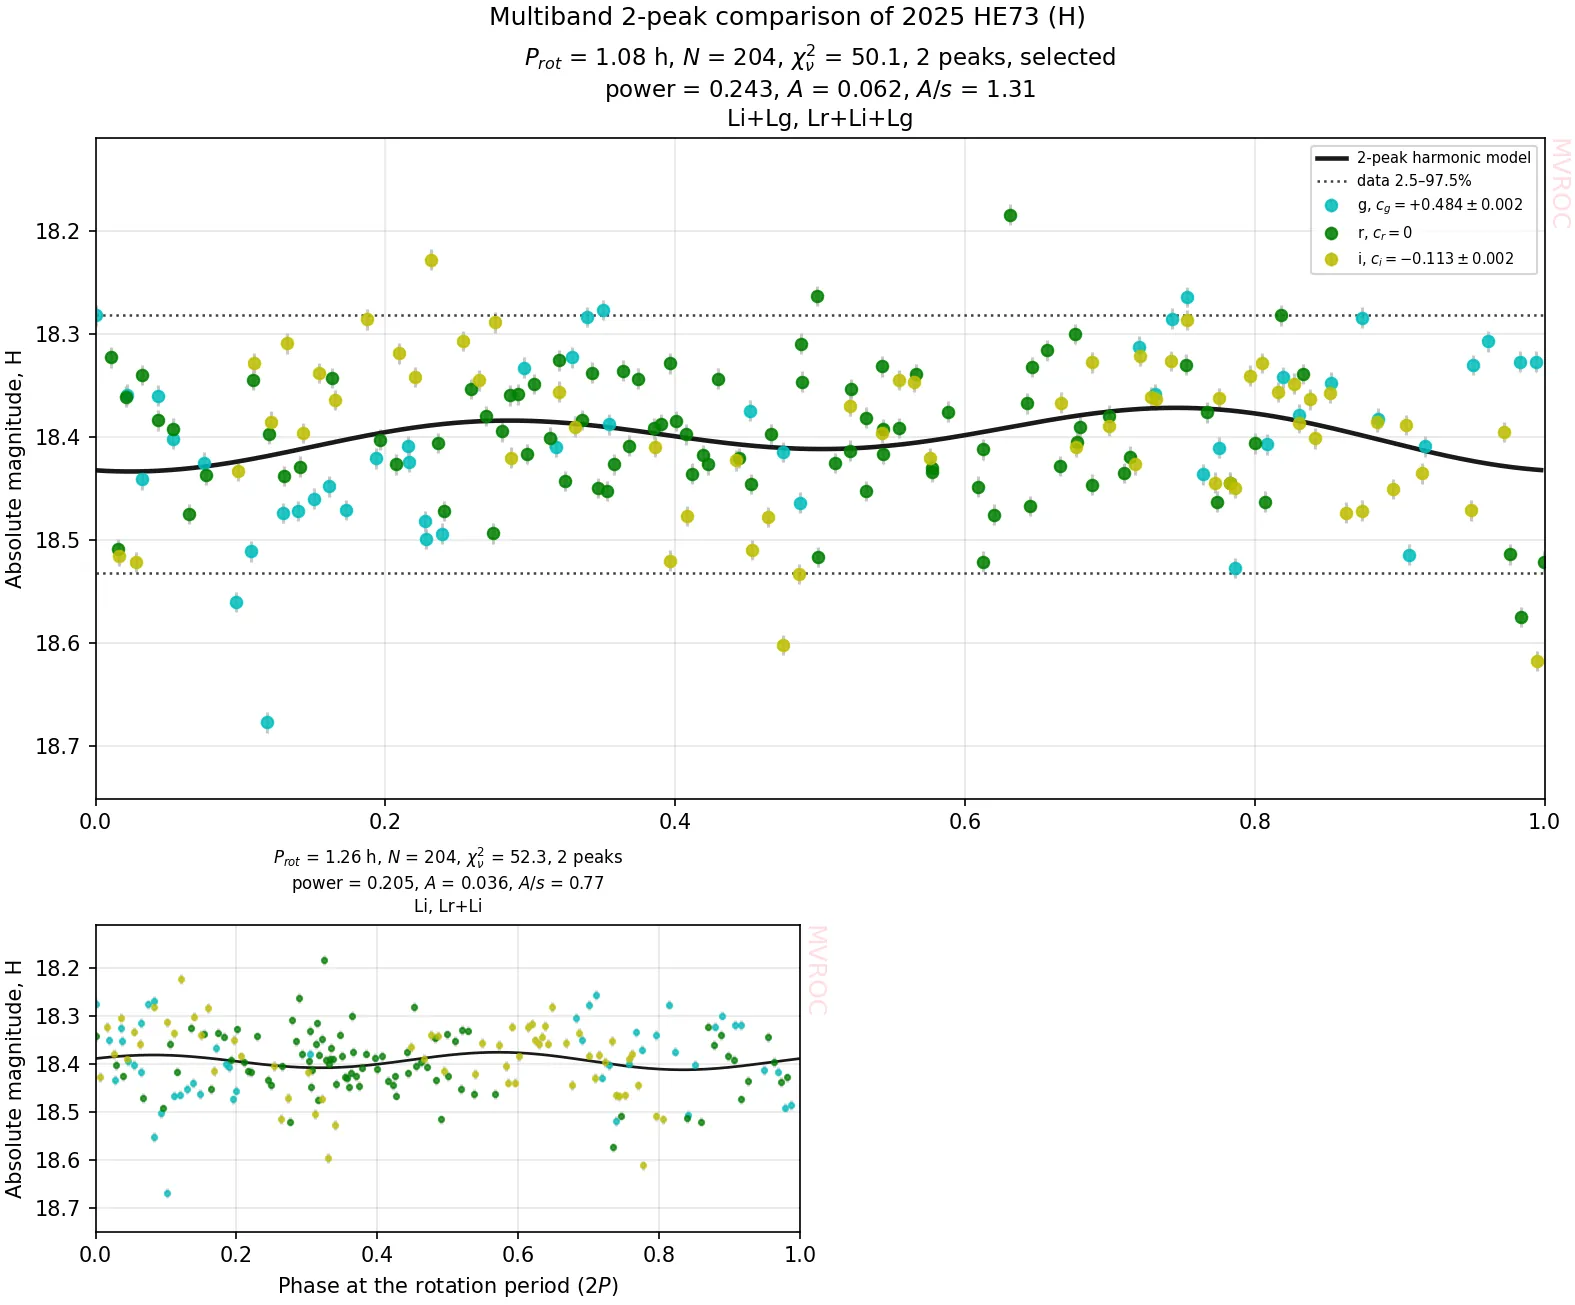 Multiband 2-peak comparison of 2025 HE73 (H)
P_rot = 1.08 h, N = 204, χ²_ν = 50.1, 2 peaks, selected
power = 0.243, A = 0.062, A/s = 1.31
Li+Lg, Lr+Li+Lg
MVROC
2-peak harmonic model
data 2.5–97.5%
g, c_g = +0.484 ± 0.002
r, c_r = 0
i, c_i = −0.113 ± 0.002
Absolute magnitude, H
18.2
18.3
18.4
18.5
18.6
18.7
0.0 0.2 0.4 0.6 0.8 1.0
P_rot = 1.26 h, N = 204, χ²_ν = 52.3, 2 peaks
power = 0.205, A = 0.036, A/s = 0.77
Li, Lr+Li
MVROC
Absolute magnitude, H
18.2
18.3
18.4
18.5
18.6
18.7
0.0 0.2 0.4 0.6 0.8 1.0
Phase at the rotation period (2P)